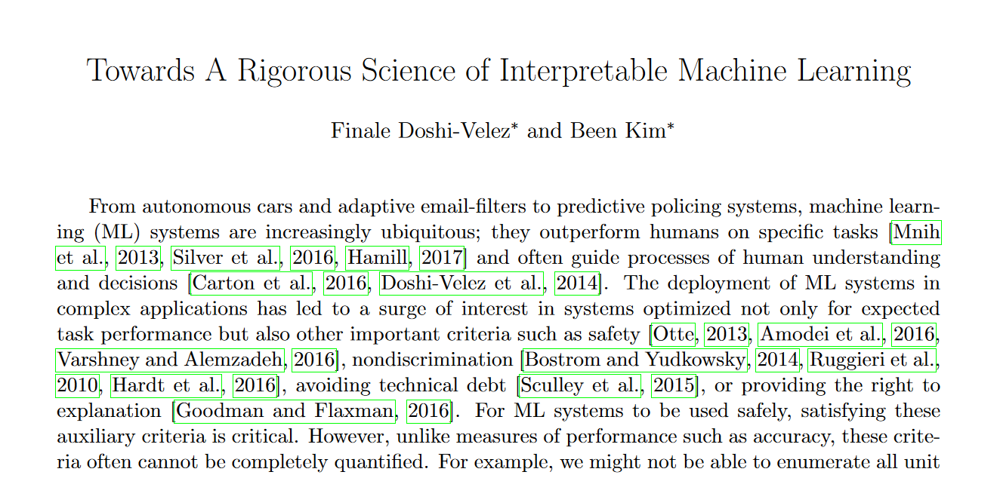 Towards A Rigorous Science of Interpretable Machine Learning
Finale Doshi-Velez* and Been Kim*
From autonomous cars and adaptive email-filters to predictive policing systems, machine learn-
ing (ML) systems are increasingly ubiquitous; they outperform humans on specific tasks [Mnih
et al., 2013, Silver et al., 2016, Hamill, 2017] and often guide processes of human understanding
and decisions [Carton et al., 2016, Doshi-Velez et al., 2014]. The deployment of ML systems in
complex applications has led to a surge of interest in systems optimized not only for expected
task performance but also other important criteria such as safety [Otte, 2013, Amodei et al., 2016,
Varshney and Alemzadeh, 2016], nondiscrimination [Bostrom and Yudkowsky, 2014, Ruggieri et al.,
2010, Hardt et al., 2016], avoiding technical debt [Sculley et al., 2015], or providing the right to
explanation [Goodman and Flaxman, 2016]. For ML systems to be used safely, satisfying these
auxiliary criteria is critical. However, unlike measures of performance such as accuracy, these crite-
ria often cannot be completely quantified. For example, we might not be able to enumerate all unit